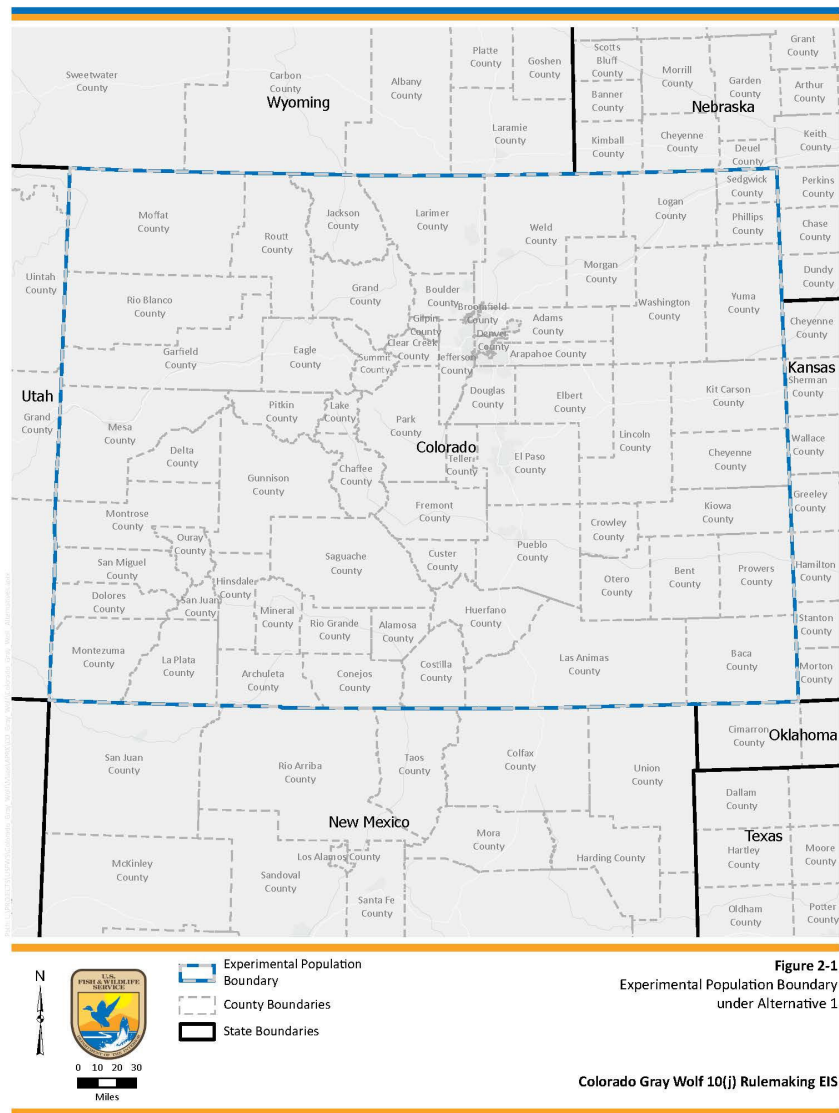 Grant
County
Scotts
Bluff
County
Platte
County
Goshen
County
Sweetwater
County
Carbon
County
Wyoming
Albany
County
Morrill
County
Garden
County
Arthur
County
Banner
County
Nebraska
Laramie
County
Kimball
County
Cheyenne
County
Deuel
County
Keith
County
Sedgwick
County
Perkins
County
Moffat
County
Routt
County
Jackson
County
Larimer
County
Weld
County
Logan
County
Phillips
County
Chase
County
Uintah
County
Rio Blanco
County
Grand
County
Boulder
County
Broomfield
County
Morgan
County
Washington
County
Yuma
County
Dundy
County
Cheyenne
County
Garfield
County
Eagle
County
Summit
County
Gilpin
County
Clear Creek
County
Jefferson
County
Denver
County
Adams
County
Arapahoe County
Kansas
Sherman
County
Utah
Grand
County
Mesa
County
Pitkin
County
Lake
County
Park
County
Douglas
County
Elbert
County
Kit Carson
County
Delta
County
Gunnison
County
Chaffee
County
Colorado
Teller
County
El Paso
County
Lincoln
County
Cheyenne
County
Wallace
County
Montrose
County
Ouray
County
Fremont
County
Pueblo
County
Crowley
County
Kiowa
County
Greeley
County
San Miguel
County
Hinsdale
County
Saguache
County
Custer
County
Otero
County
Bent
County
Prowers
County
Hamilton
County
Dolores
County
San Juan
County
Mineral
County
Rio Grande
County
Alamosa
County
Huerfano
County
Stanton
County
Montezuma
County
La Plata
County
Archuleta
County
Conejos
County
Costilla
County
Las Animas
County
Baca
County
Morton
County
San Juan
County
Rio Arriba
County
Taos
County
Colfax
County
Union
County
Cimarron
County
Oklahoma
Dallam
County
New Mexico
Texas
McKinley
County
Los Alamos County
Sandoval
County
Santa Fe
County
Mora
County
Harding County
Hartley
County
Moore
County
Oldham
County
Potter
County
N
U.S.
FISH & WILDLIFE
SERVICE
DEPARTMENT OF THE INTERIOR
0 10 20 30
Miles
Experimental Population
Boundary
County Boundaries
State Boundaries
Figure 2-1
Experimental Population Boundary
under Alternative 1
Colorado Gray Wolf 10(j) Rulemaking EIS